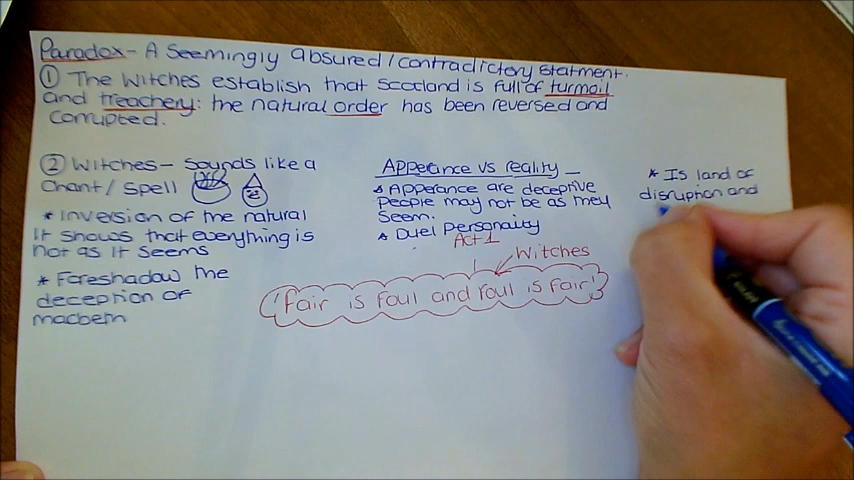 Paradox - A Seemingly absured / contradictory statment.
① The Witches establish that scotland is full of turmoil
and treachery: the natural order has been reversed and
corrupted.
② Witches - Sounds like a
Chant / Spell
* Inversion of the natural
It shows that everything is
not as it seems
* Foreshadow the
deception of
macbeth
Apperance vs reality -
* Apperance are deceptive
People may not be as they
Seem.
* Duel Personality
Act 1
Witches
'Fair is Foul and Foul is Fair'
* Is land of
disruption and